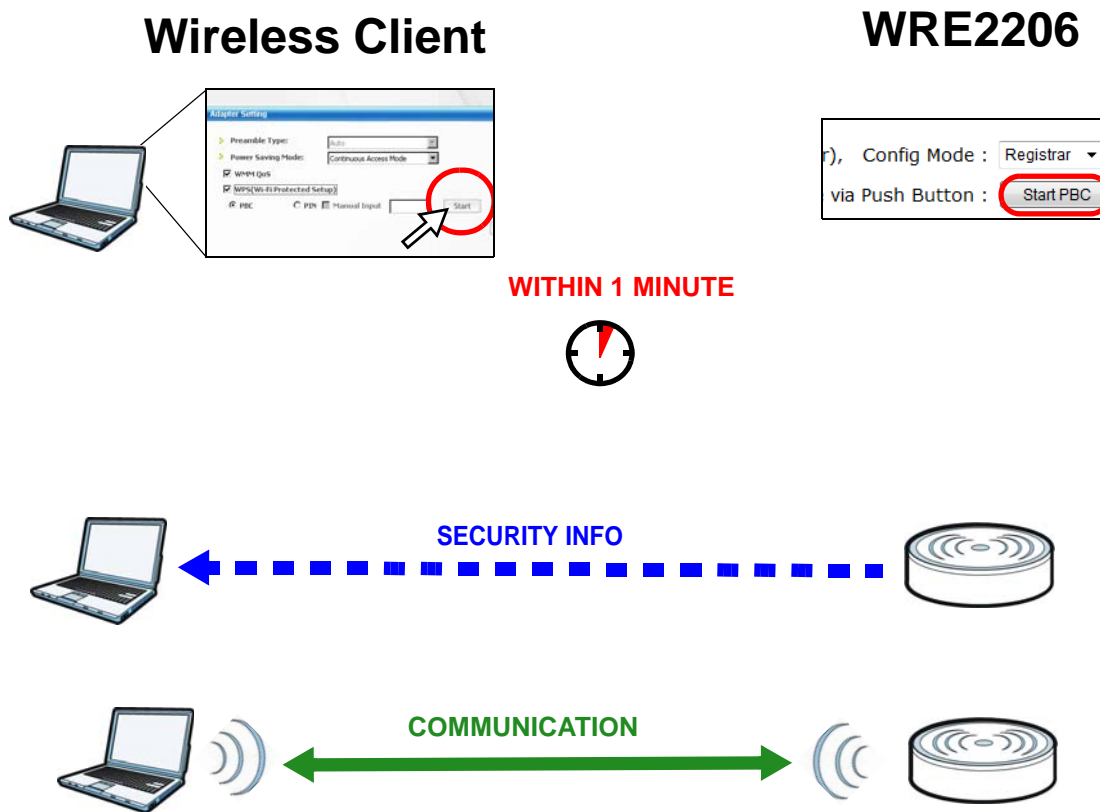 Wireless Client
WRE2206
Adapter Setting
Preamble Type: Auto
Power Saving Mode: Continuous Access Mode
WMM QoS
WPS(Wi-Fi Protected Setup)
PBC PIN Manual Input Start
r), Config Mode : Registrar
via Push Button : Start PBC
WITHIN 1 MINUTE
SECURITY INFO
COMMUNICATION